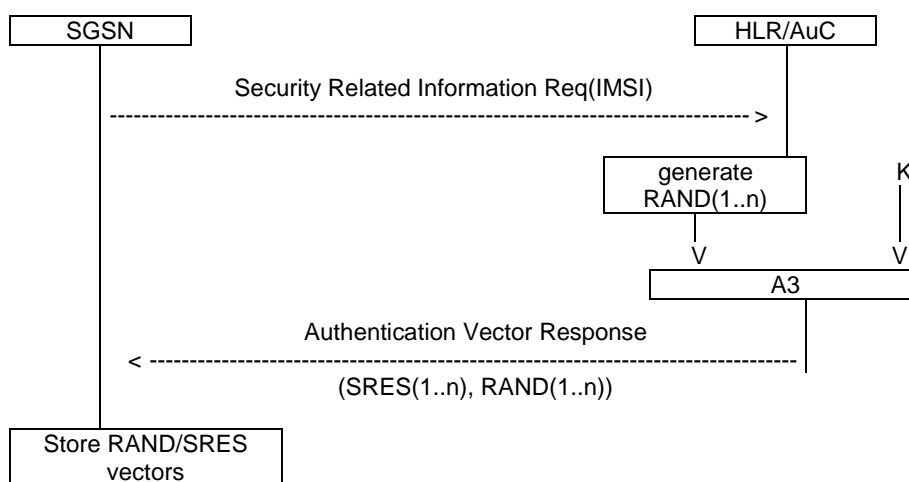 SGSN
HLR/AuC
Security Related Information Req(IMSI)
------------------------------------------------------------------------------- >
generate
RAND(1..n)
K
V
V
A3
Authentication Vector Response
< --------------------------------------------------------------------------------
(SRES(1..n), RAND(1..n))
Store RAND/SRES
vectors